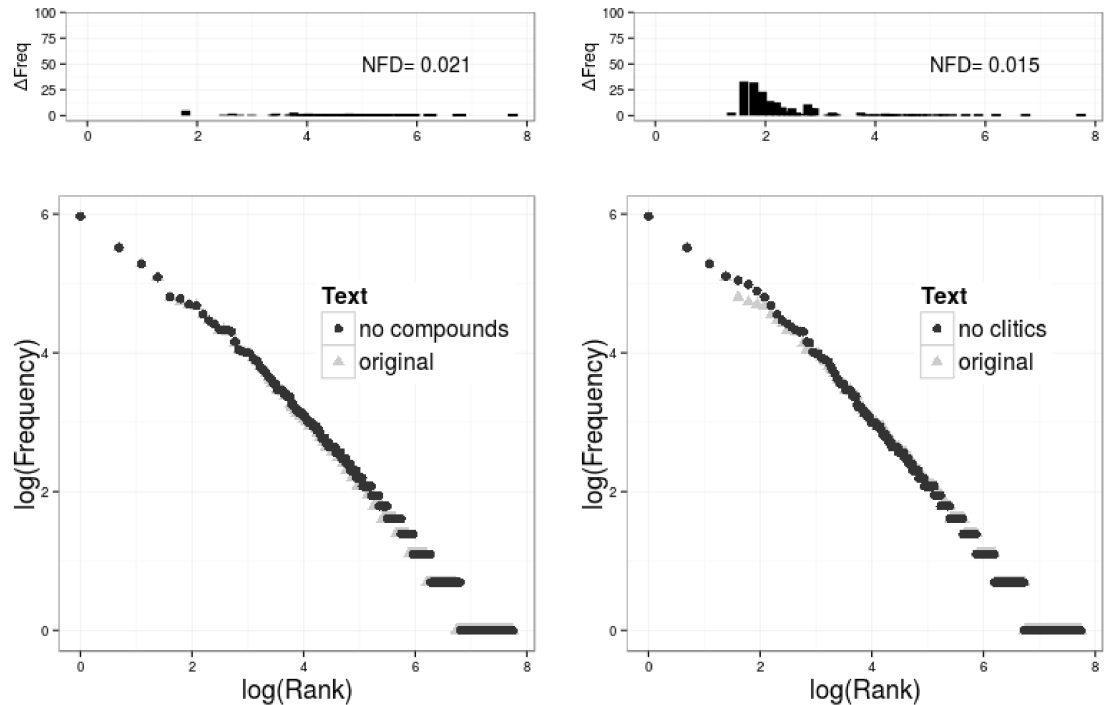 100
75
50
25
0
ΔFreq
NFD= 0.021
0 2 4 6 8
100
75
50
25
0
ΔFreq
NFD= 0.015
0 2 4 6 8
6
4
2
0
log(Frequency)
Text
no compounds
original
0 2 4 6 8
log(Rank)
6
4
2
0
log(Frequency)
Text
no clitics
original
0 2 4 6 8
log(Rank)